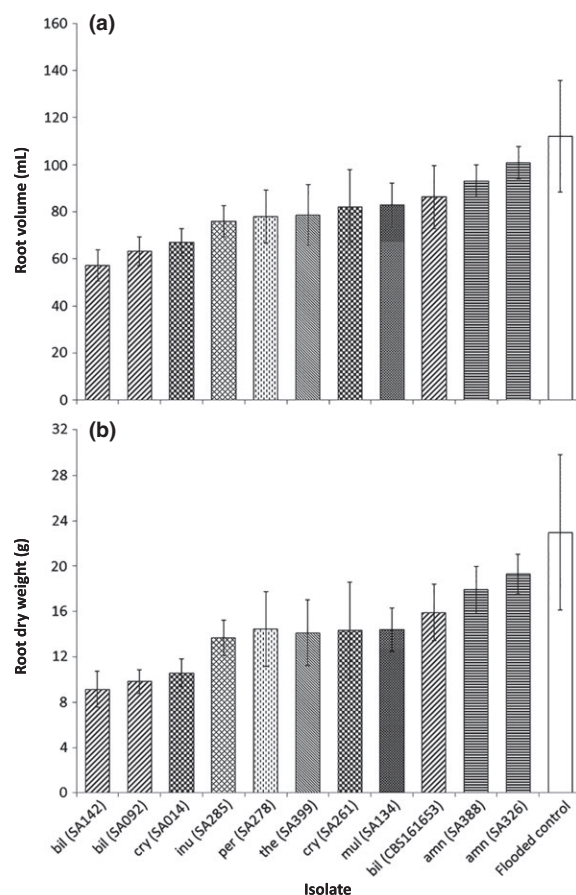 (a)
Root volume (mL)
160
140
120
100
80
60
40
20
0
(b)
Root dry weight (g)
32
28
24
20
16
12
8
4
0
bil (SA142)
bil (SA092)
cry (SA014)
inu (SA285)
per (SA278)
the (SA399)
cry (SA261)
mul (SA134)
bil (CBS161653)
amn (SA388)
amn (SA326)
Flooded control
Isolate